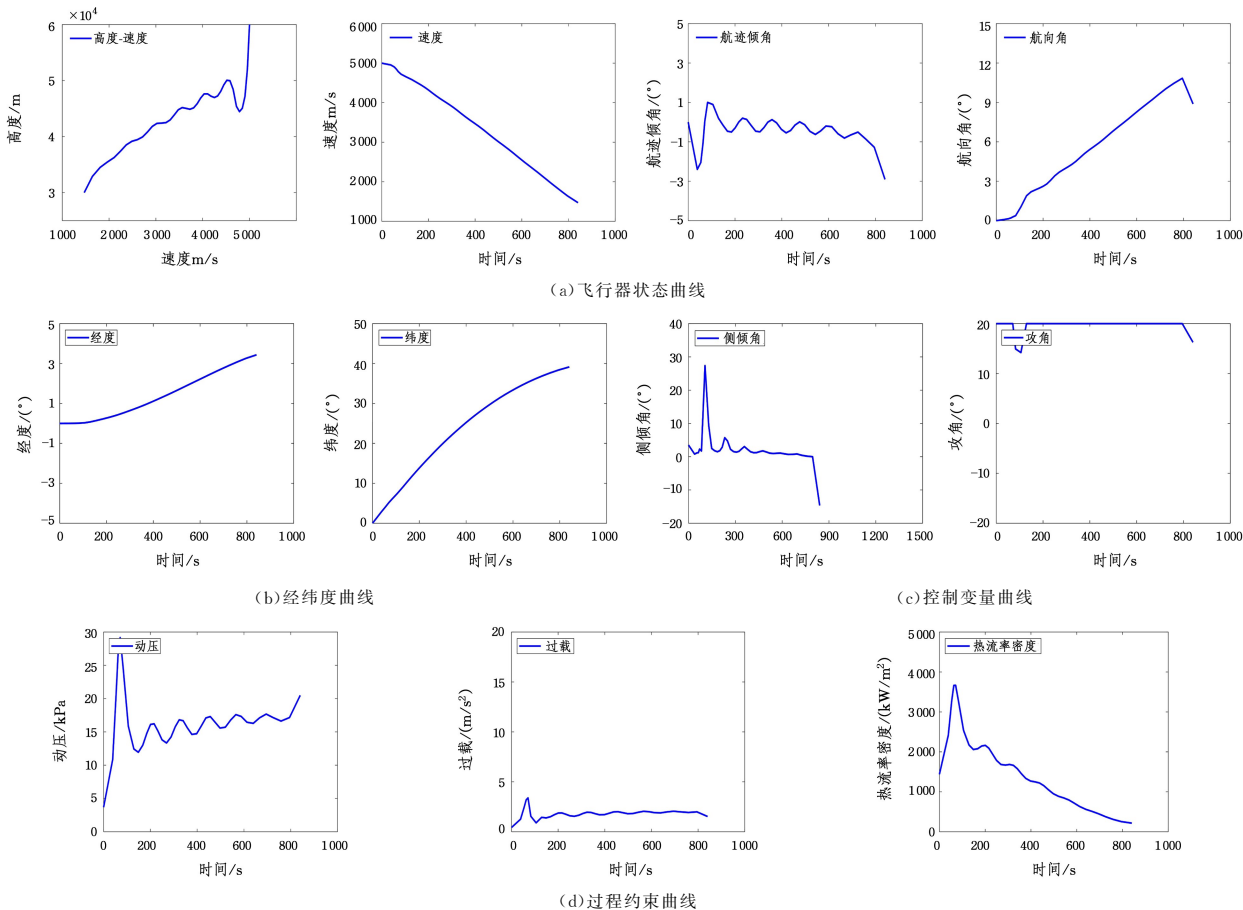 ×10⁴
6
5
4
3
高度/m
高度-速度
1000 2000 3000 4000 5000
速度m/s
6000
5000
4000
3000
2000
1000
速度m/s
速度
0 200 400 600 800 1000
时间/s
5
3
1
−1
−3
−5
航迹倾角/(°)
航迹倾角
0 200 400 600 800 1000
时间/s
15
12
9
6
3
0
航向角/(°)
航向角
0 200 400 600 800 1000
时间/s
(a)飞行器状态曲线
5
3
1
−1
−3
−5
经度/(°)
经度
0 200 400 600 800 1000
时间/s
50
40
30
20
10
0
纬度/(°)
纬度
0 200 400 600 800 1000
时间/s
40
30
20
10
0
−10
−20
侧倾角/(°)
侧倾角
0 300 600 900 1200 1500
时间/s
20
10
0
−10
−20
攻角/(°)
攻角
0 200 400 600 800 1000
时间/s
(b)经纬度曲线
(c)控制变量曲线
30
25
20
15
10
5
0
动压/kPa
动压
0 200 400 600 800 1000
时间/s
20
15
10
5
0
过载/(m/s²)
过载
0 200 400 600 800 1000
时间/s
5000
4000
3000
2000
1000
0
热流率密度/(kW/m²)
热流率密度
0 200 400 600 800 1000
时间/s
(d)过程约束曲线